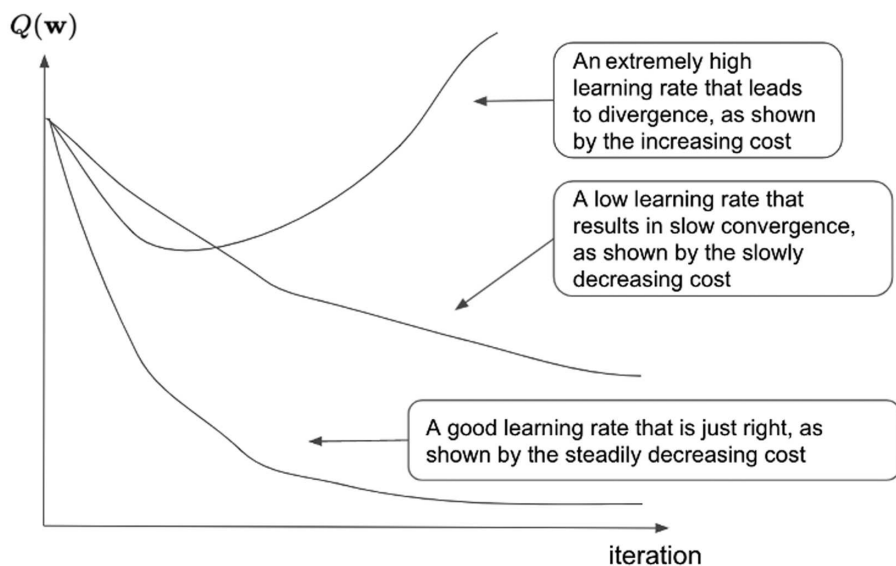 Q(w)
An extremely high
learning rate that leads
to divergence, as shown
by the increasing cost
A low learning rate that
results in slow convergence,
as shown by the slowly
decreasing cost
A good learning rate that is just right, as
shown by the steadily decreasing cost
iteration